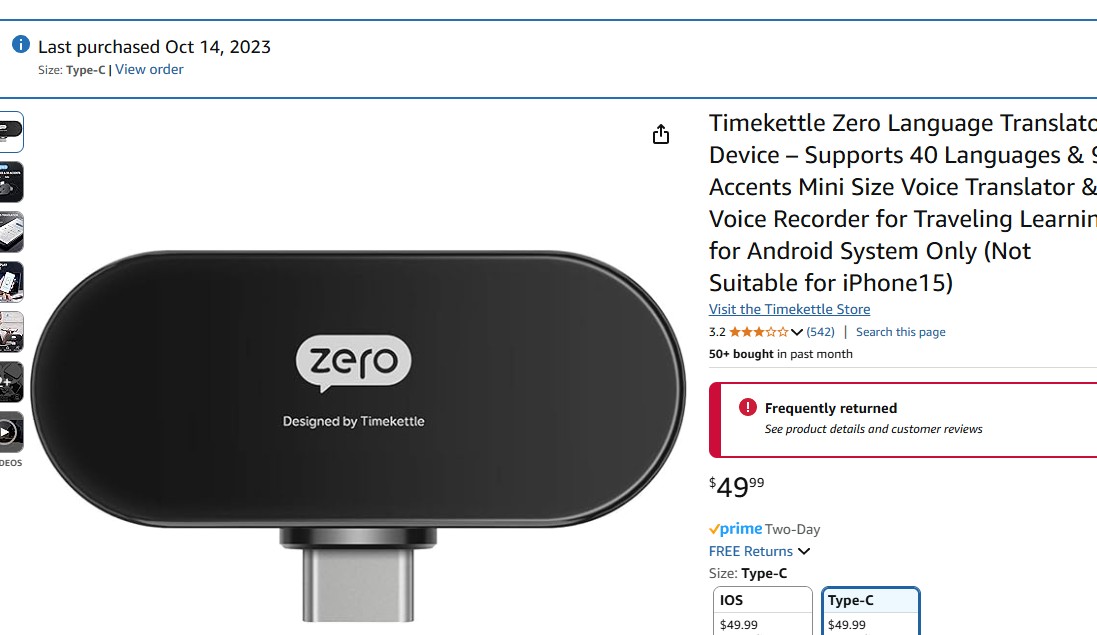 Last purchased Oct 14, 2023
Size: Type-C | View order
Timekettle Zero Language Translato
Device – Supports 40 Languages & 9
Accents Mini Size Voice Translator &
Voice Recorder for Traveling Learnin
for Android System Only (Not
Suitable for iPhone15)
Visit the Timekettle Store
3.2 (542) | Search this page
50+ bought in past month
Frequently returned
See product details and customer reviews
$49.99
prime Two-Day
FREE Returns
Size: Type-C
IOS
$49.99
Type-C
$49.99
zero
Designed by Timekettle
DEOS